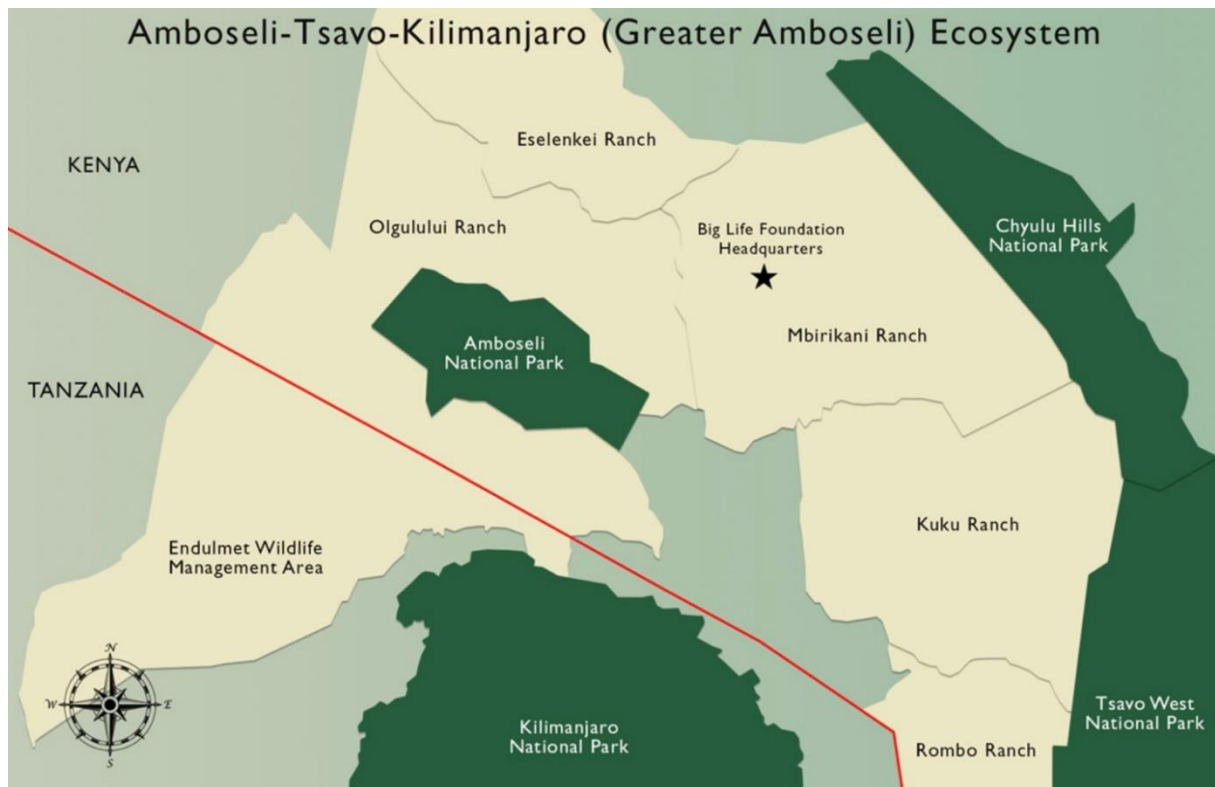 Amboseli-Tsavo-Kilimanjaro (Greater Amboseli) Ecosystem
Eselenkei Ranch
KENYA
Olgululiui Ranch
Big Life Foundation
Headquarters
Chyulu Hills
National Park
Amboseli
National Park
Mbirikani Ranch
TANZANIA
Kuku Ranch
Endulmet Wildlife
Management Area
N
W
E
S
Kilimanjaro
National Park
Tsavo West
National Park
Rombo Ranch